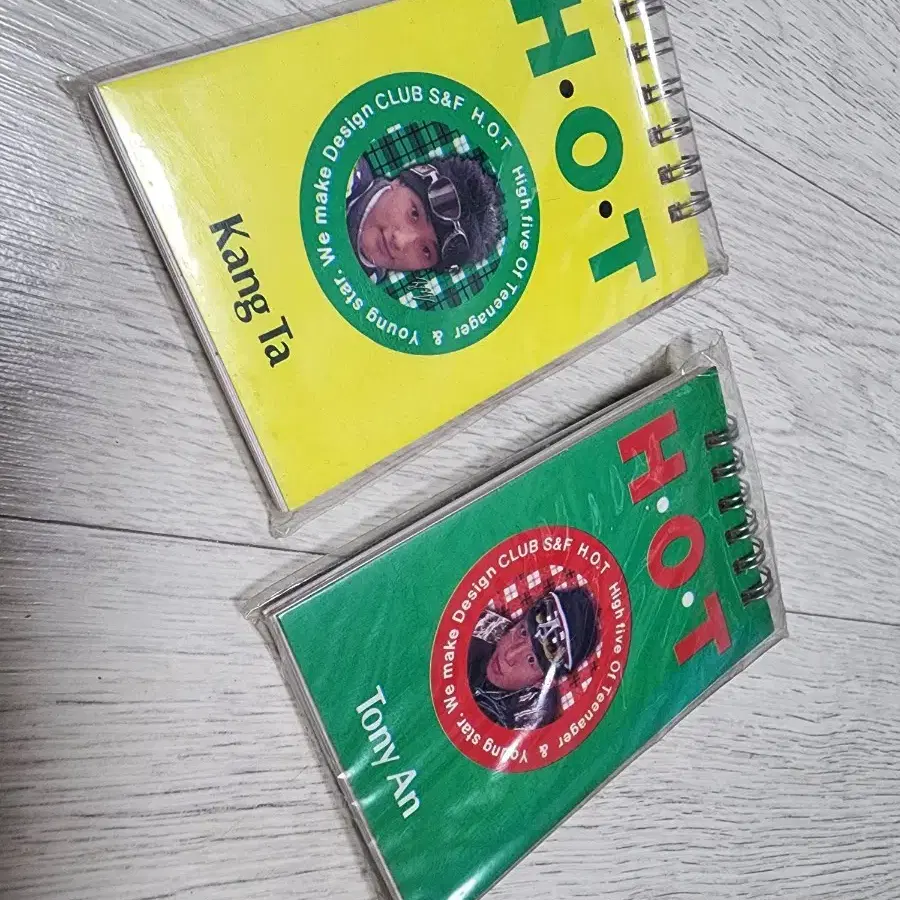 H.O.T
We make Design CLUB S&F H.O.T High five Of Teenager & Young star.
Kang Ta
H.O.T
We make Design CLUB S&F H.O.T High five Of Teenager & Young star.
Tony An